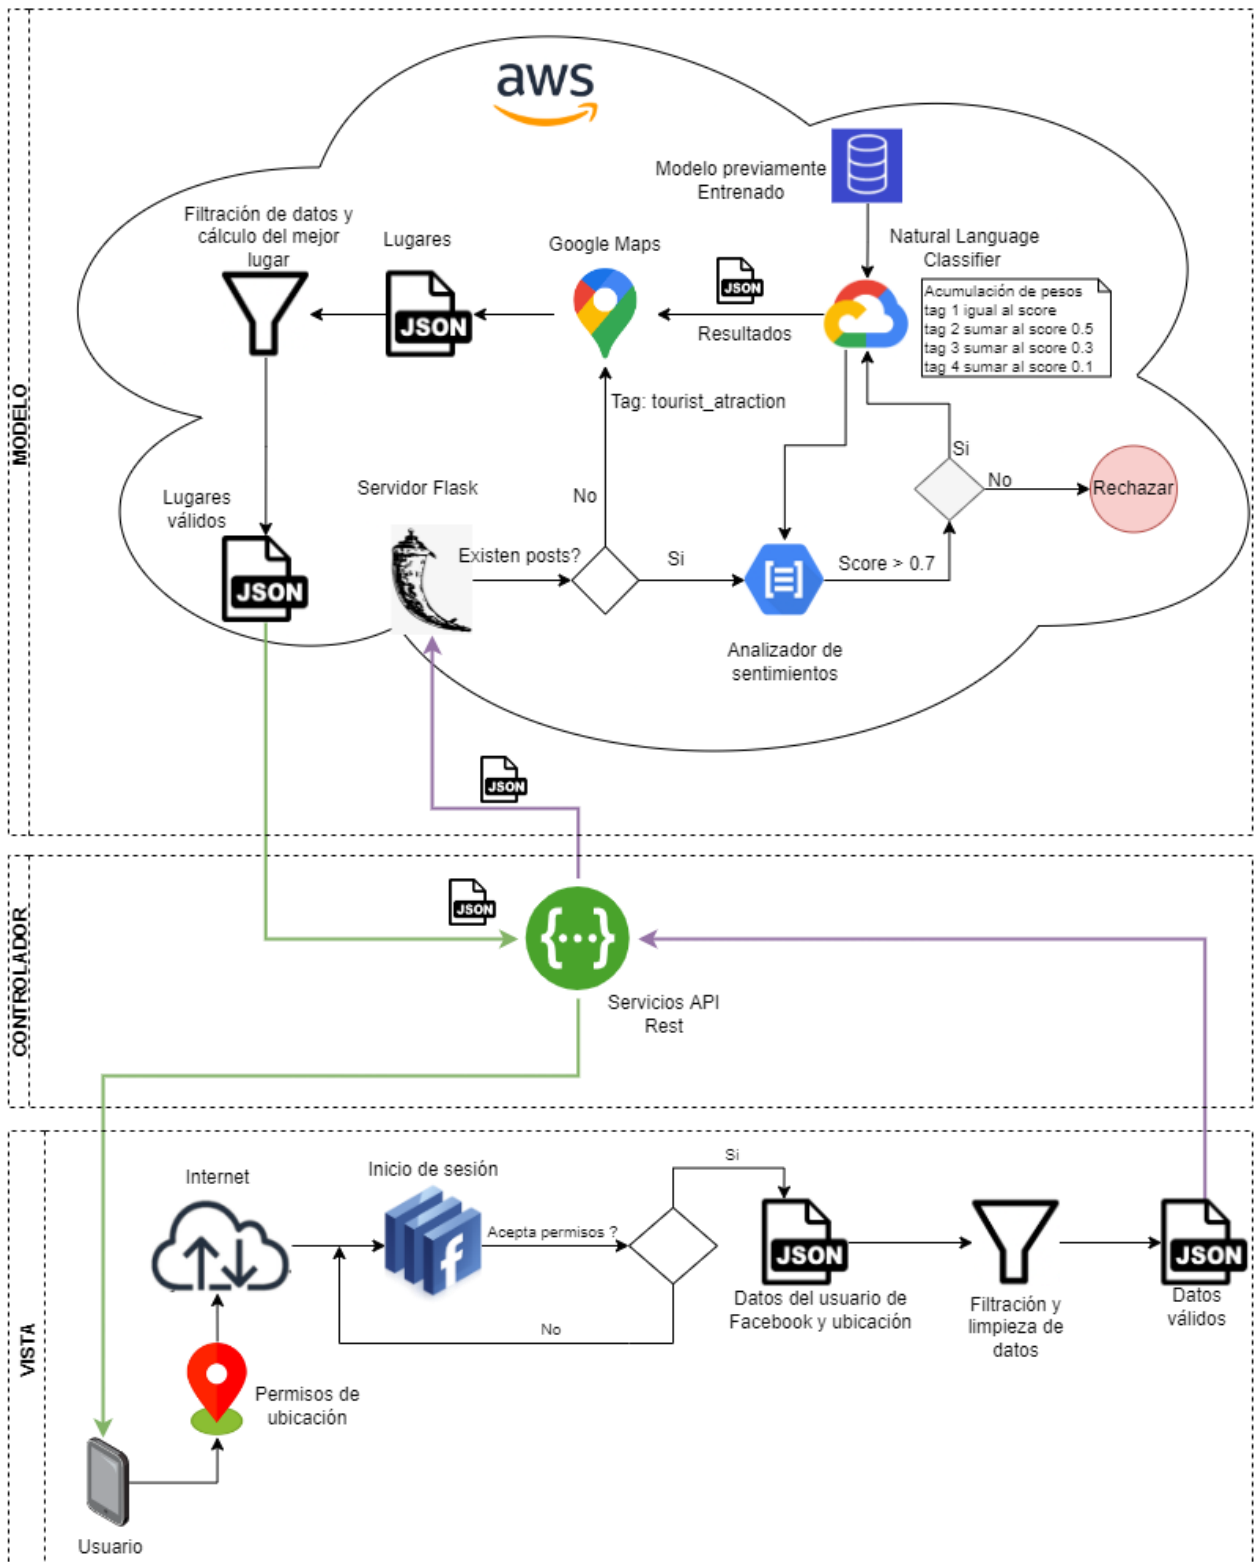 MODELO
aws
Modelo previamente
Entrenado
Filtración de datos y
cálculo del mejor
lugar
Lugares
Google Maps
Natural Language
Classifier
JSON
JSON
Resultados
Acumulación de pesos
tag 1 igual al score
tag 2 sumar al score 0.5
tag 3 sumar al score 0.3
tag 4 sumar al score 0.1
Tag: tourist_atraction
Si
No
Rechazar
Lugares
válidos
JSON
Servidor Flask
No
Existen posts?
Si
Score > 0.7
Analizador de
sentimientos
JSON
CONTROLADOR
JSON
Servicios API
Rest
VISTA
Internet
Inicio de sesión
Acepta permisos ?
Si
No
JSON
Datos del usuario de
Facebook y ubicación
Filtración y
limpieza de
datos
JSON
Datos
válidos
Permisos de
ubicación
Usuario